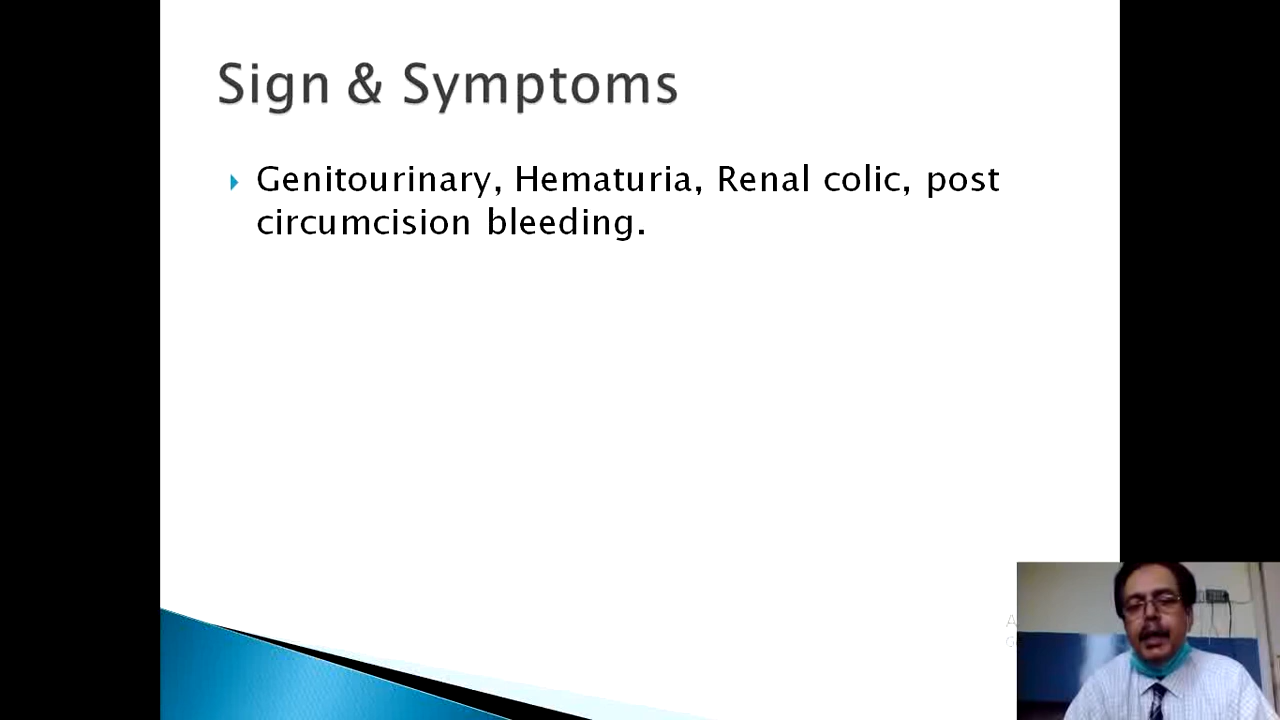 Sign & Symptoms
Genitourinary, Hematuria, Renal colic, post
circumcision bleeding.